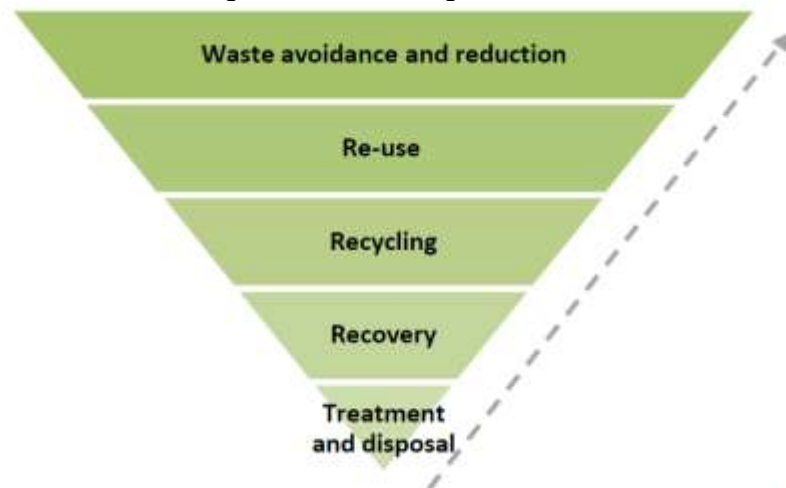 Waste avoidance and reduction
Re-use
Recycling
Recovery
Treatment
and disposal